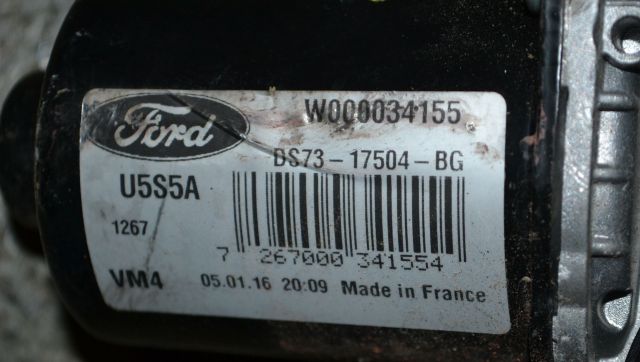 Ford
W000034155
DS73-17504-BG
U5S5A
1267
7 267000 341554
VM4 05.01.16 20:09 Made in France